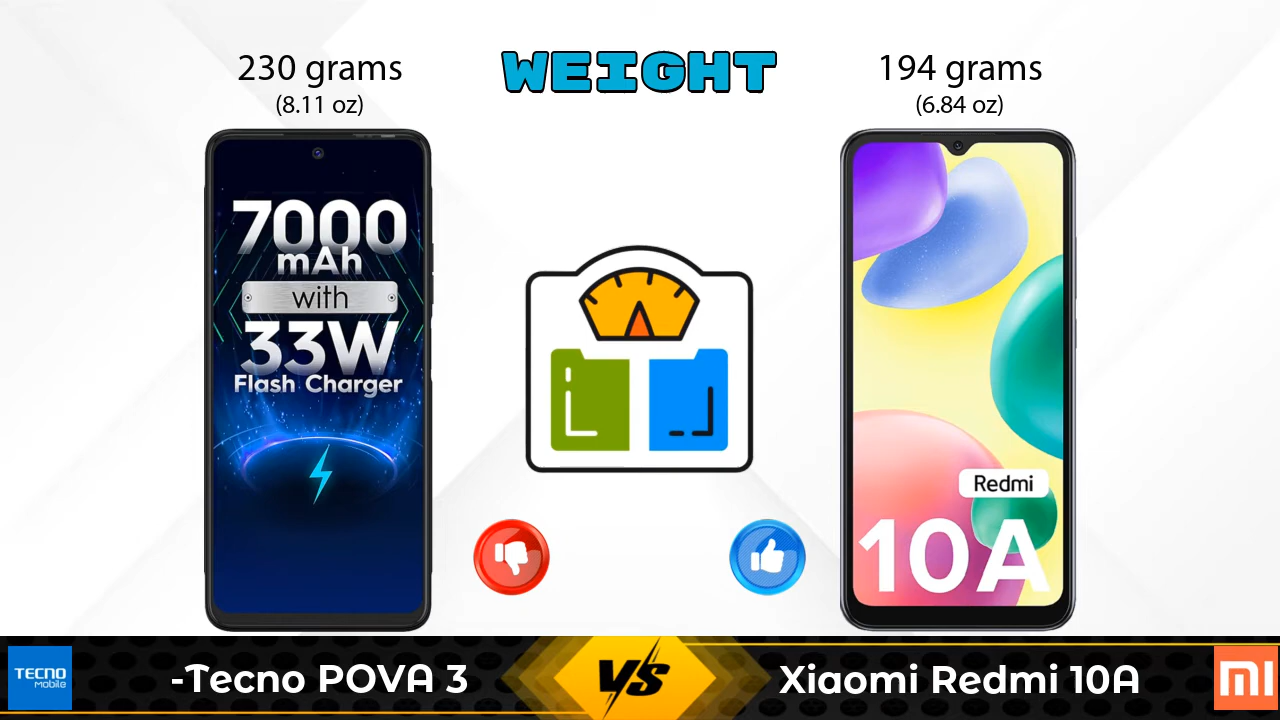 WEIGHT
230 grams
(8.11 oz)
194 grams
(6.84 oz)
7000
mAh
with
33W
Flash Charger
Redmi
10A
TECNO
Mobile
-Tecno POVA 3
VS
Xiaomi Redmi 10A
MI